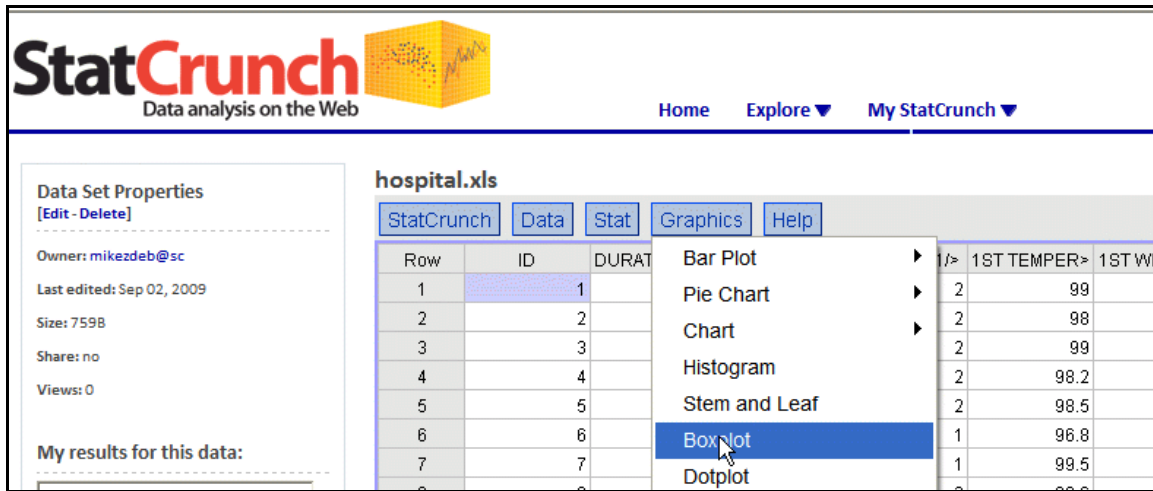 StatCrunch
Data analysis on the Web
Home Explore ▼ My StatCrunch ▼
Data Set Properties
[Edit - Delete]
Owner: mikezdeb@sc
Last edited: Sep 02, 2009
Size: 759B
Share: no
Views: 0
My results for this data:
hospital.xls
StatCrunch Data Stat Graphics Help
Bar Plot
Pie Chart
Chart
Histogram
Stem and Leaf
Boxplot
Dotplot
Row ID DURAT 1/> 1ST TEMPER> 1ST WI
1 1 2 99
2 2 2 98
3 3 2 99
4 4 2 98.2
5 5 2 98.5
6 6 1 96.8
7 7 1 99.5